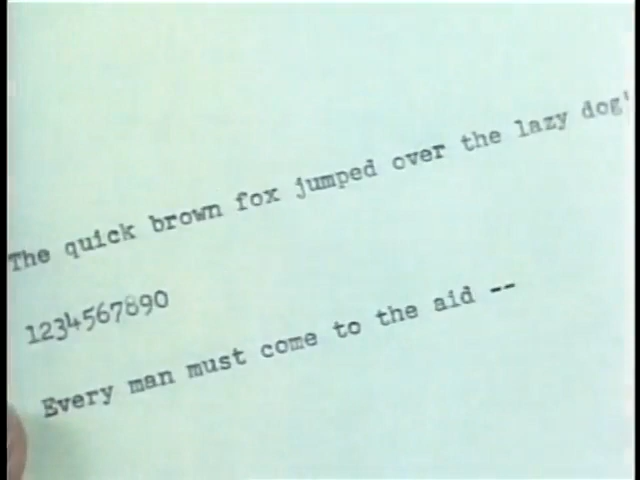 The quick brown fox jumped over the lazy dog'
1234567890
Every man must come to the aid --